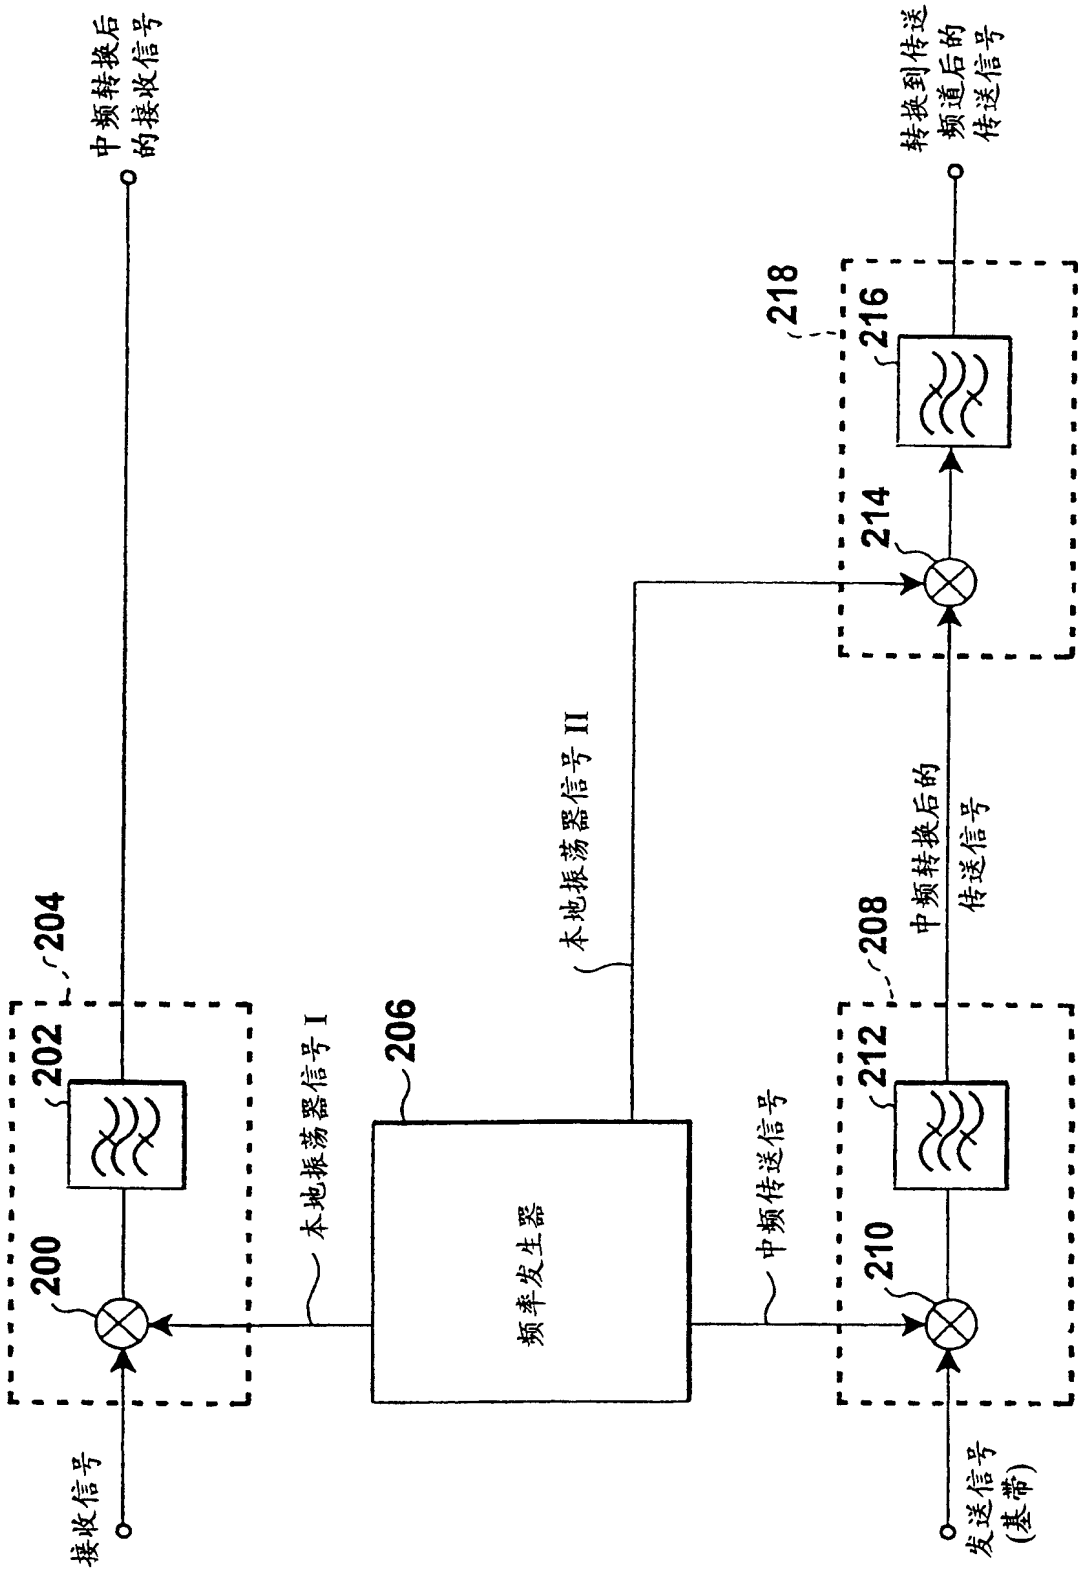 接收信号
200
202
204
中频转换后
的接收信号
本地振荡器信号 I
频率发生器
206
本地振荡器信号 II
中频传送信号
发送信号
(基带)
210
212
208
中频转换后的
传送信号
214
216
218
转换到传送
频道后的
传送信号